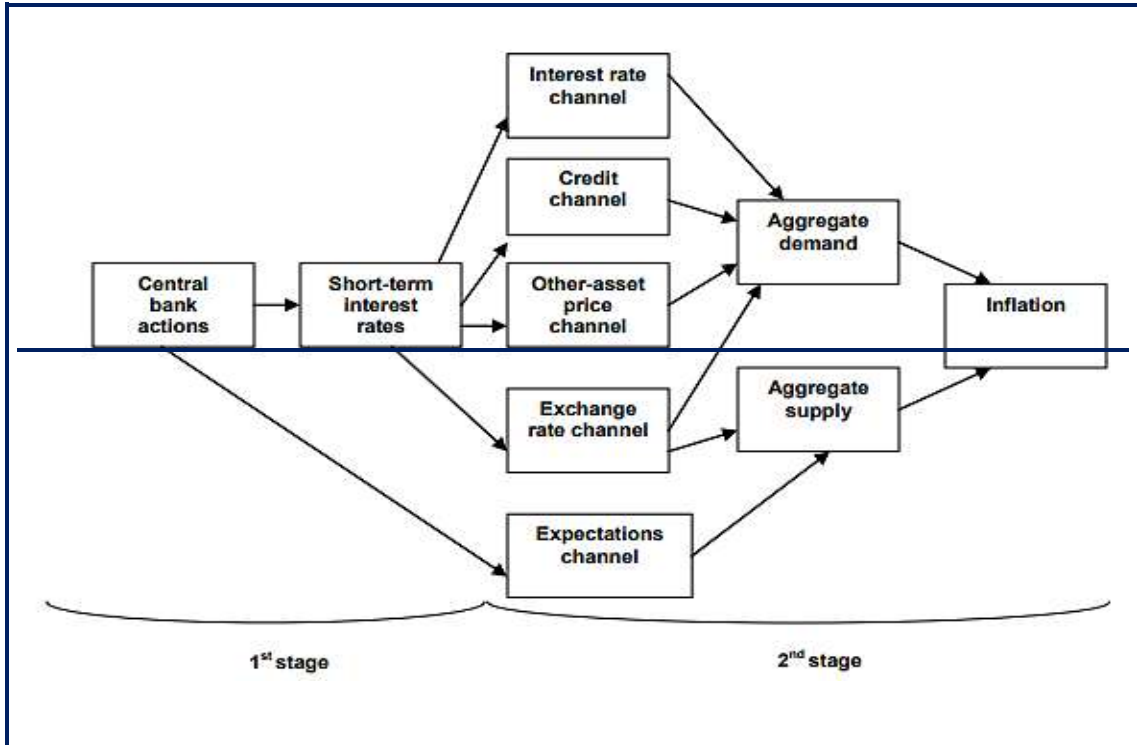 Interest rate
channel
Credit
channel
Central
bank
actions
Short-term
interest
rates
Other-asset
price
channel
Aggregate
demand
Inflation
Exchange
rate channel
Aggregate
supply
Expectations
channel
1st stage
2nd stage